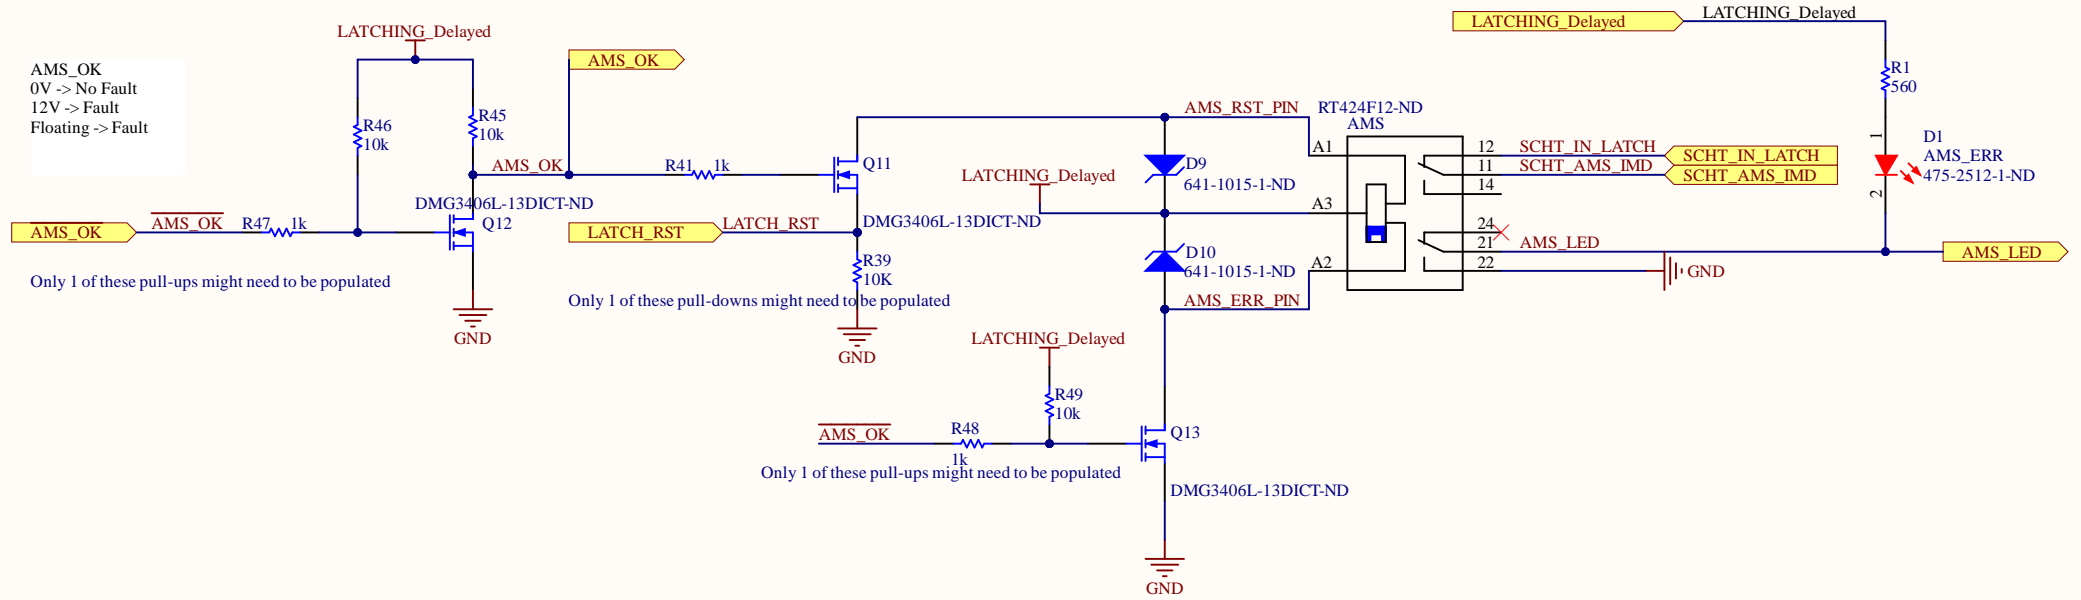 LATCHING_Delayed
LATCHING_Delayed
LATCHING_Delayed
AMS_OK
0V -> No Fault
12V -> Fault
Floating -> Fault
AMS_OK
R46
10k
R45
10k
AMS_OK
R41
1k
Q11
DMG3406L-13DICT-ND
AMS_OK
AMS_OK
R47
1k
DMG3406L-13DICT-ND
Q12
Only 1 of these pull-ups might need to be populated
GND
LATCH_RST
LATCH_RST
R39
10K
Only 1 of these pull-downs might need to be populated
GND
LATCHING_Delayed
AMS_RST_PIN
D9
641-1015-1-ND
D10
641-1015-1-ND
AMS_ERR_PIN
RT424F12-ND
AMS
A1
A3
A2
12
11
14
24
21
22
SCHT_IN_LATCH
SCHT_AMS_IMD
SCHT_IN_LATCH
SCHT_AMS_IMD
AMS_LED
GND
R1
560
1
D1
AMS_ERR
475-2512-1-ND
2
AMS_LED
LATCHING_Delayed
R49
10k
AMS_OK
R48
1k
Q13
Only 1 of these pull-ups might need to be populated
DMG3406L-13DICT-ND
GND